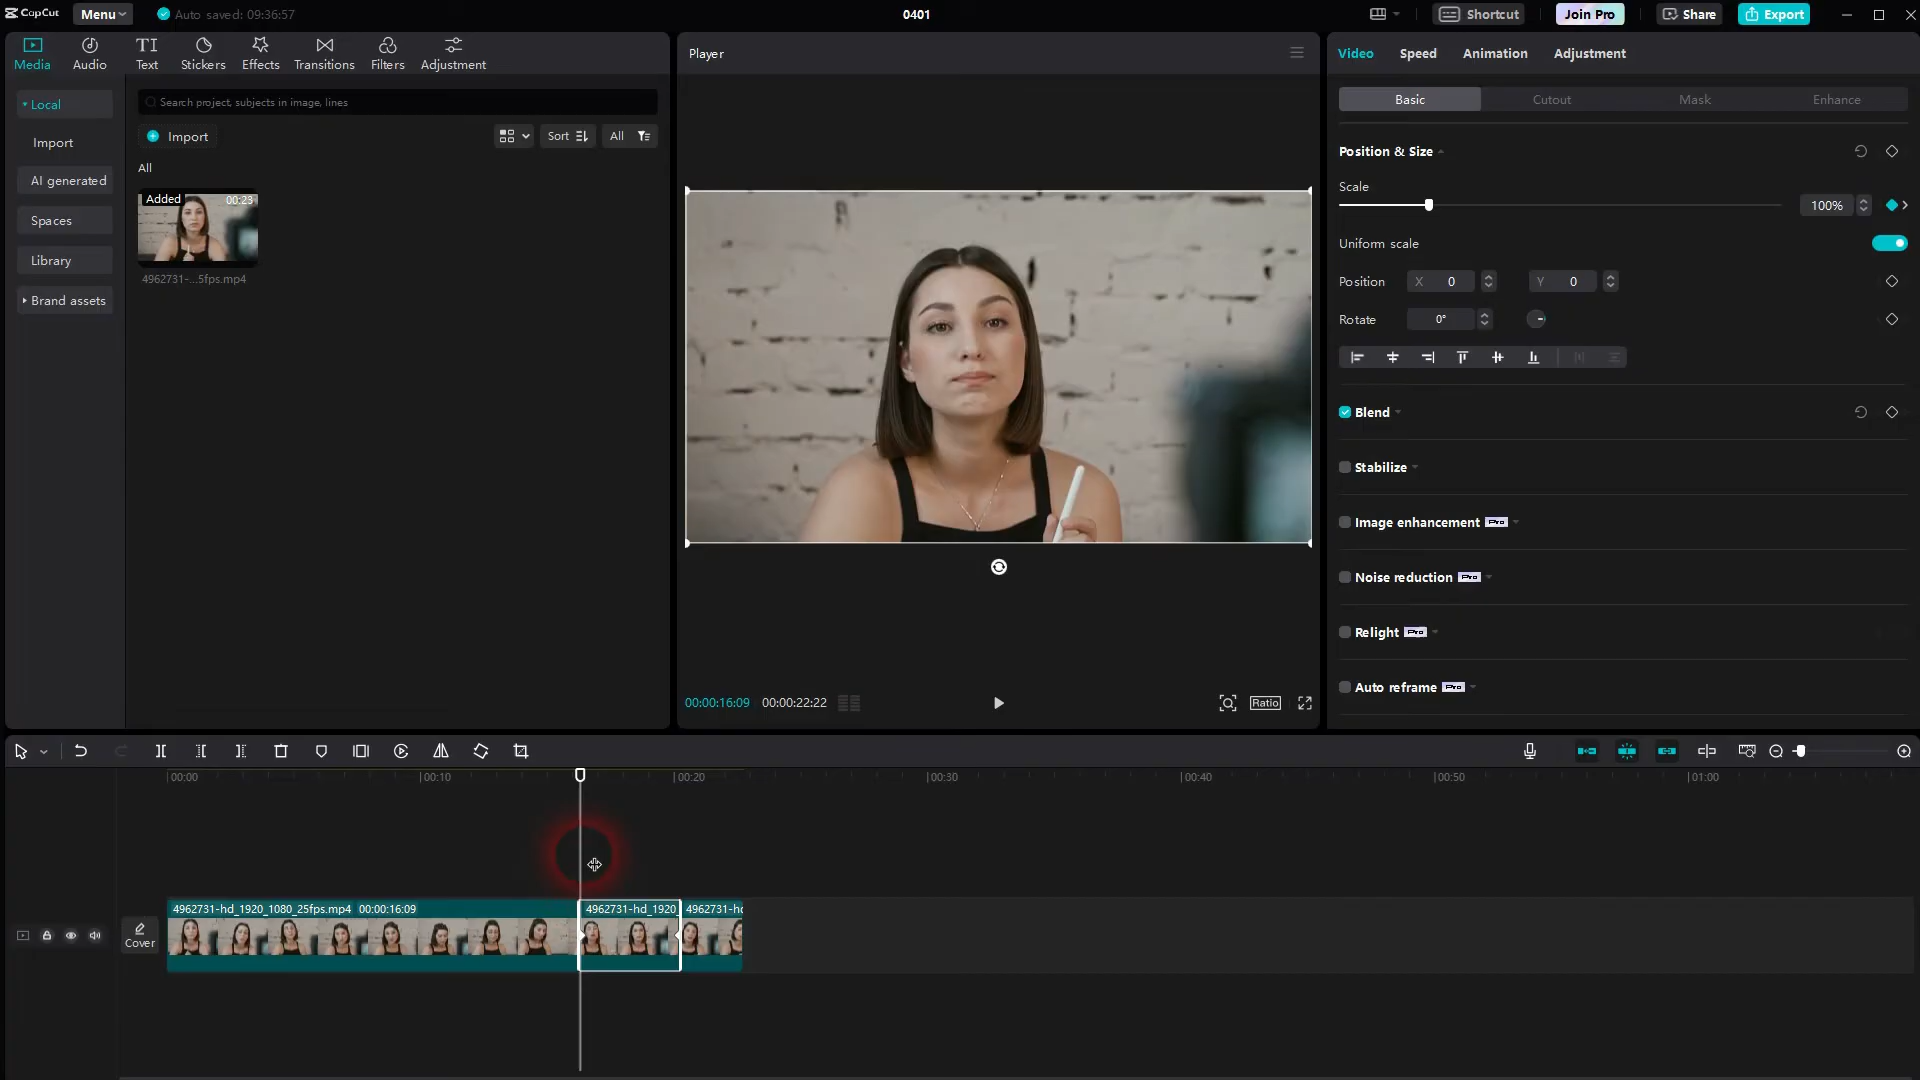 CapCut Menu Auto saved: 09:36:57 0401 Shortcut Join Pro Share Export
Media Audio Text Stickers Effects Transitions Filters Adjustment
Local
Import
AI generated
Spaces
Library
Brand assets
Search project, subjects in image, lines
Import Sort All
All
Added 00:23
4962731-...5fps.mp4
Player
00:00:16:09 00:00:22:22 Ratio
Video Speed Animation Adjustment
Basic Cutout Mask Enhance
Position & Size
Scale
100%
Uniform scale
Position X 0 Y 0
Rotate 0°
Blend
Stabilize
Image enhancement Pro
Noise reduction Pro
Relight Pro
Auto reframe Pro
00:00 00:10 00:20 00:30 00:40 00:50 01:00
4962731-hd_1920_1080_25fps.mp4 00:00:16:09 4962731-hd_1920_ 4962731-hd
Cover